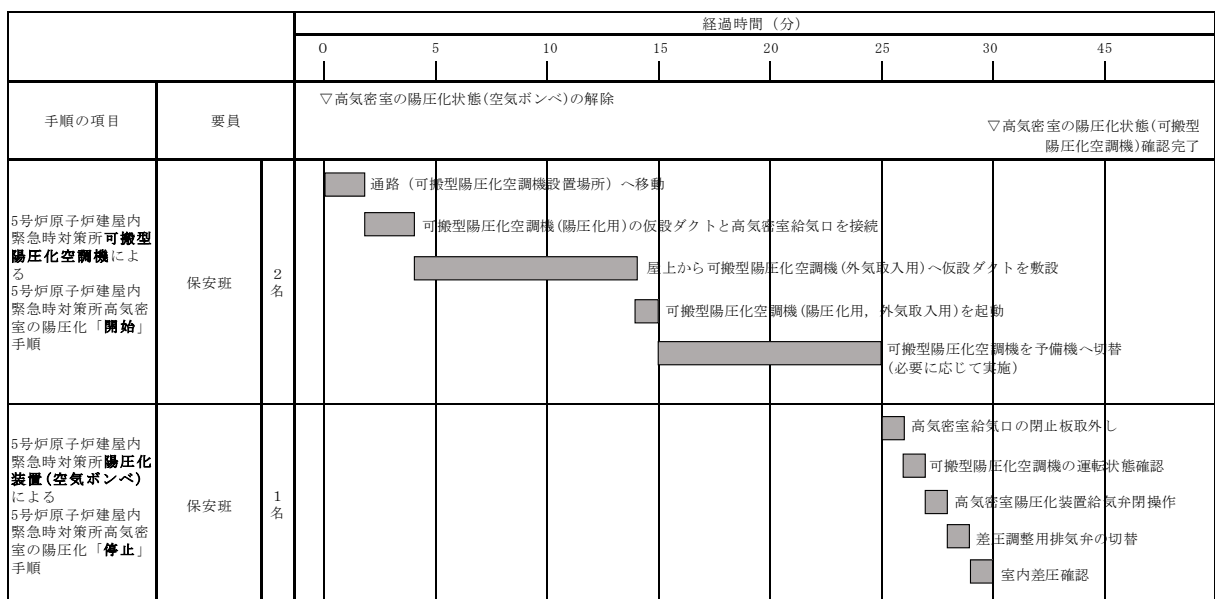 経過時間（分）
0 5 10 15 20 25 30 45
手順の項目
要員
▽高気密室の陽圧化状態(空気ボンベ)の解除
▽高気密室の陽圧化状態(可搬型
陽圧化空調機)確認完了
5号炉原子炉建屋内
緊急時対策所可搬型
陽圧化空調機によ
る
5号炉原子炉建屋内
緊急時対策所高気密
室の陽圧化「開始」
手順
保安班
2
名
通路（可搬型陽圧化空調機設置場所）へ移動
可搬型陽圧化空調機(陽圧化用)の仮設ダクトと高気密室給気口を接続
屋上から可搬型陽圧化空調機(外気取入用)へ仮設ダクトを敷設
可搬型陽圧化空調機(陽圧化用，外気取入用)を起動
可搬型陽圧化空調機を予備機へ切替
(必要に応じて実施)
5号炉原子炉建屋内
緊急時対策所陽圧化
装置(空気ボンベ)
による
5号炉原子炉建屋内
緊急時対策所高気密
室の陽圧化「停止」
手順
保安班
1
名
高気密室給気口の閉止板取外し
可搬型陽圧化空調機の運転状態確認
高気密室陽圧化装置給気弁閉操作
差圧調整用排気弁の切替
室内差圧確認